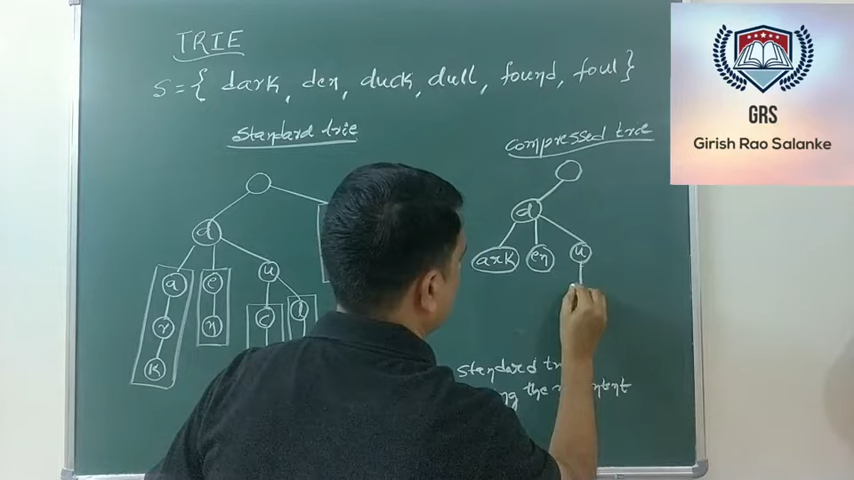 TRIE
S = { dark, den, duck, dull, found, foul }
standard trie
compressed trie
d
d
ark
en
u
a
e
u
r
n
c
l
k
standard
the
GRS
Girish Rao Salanke